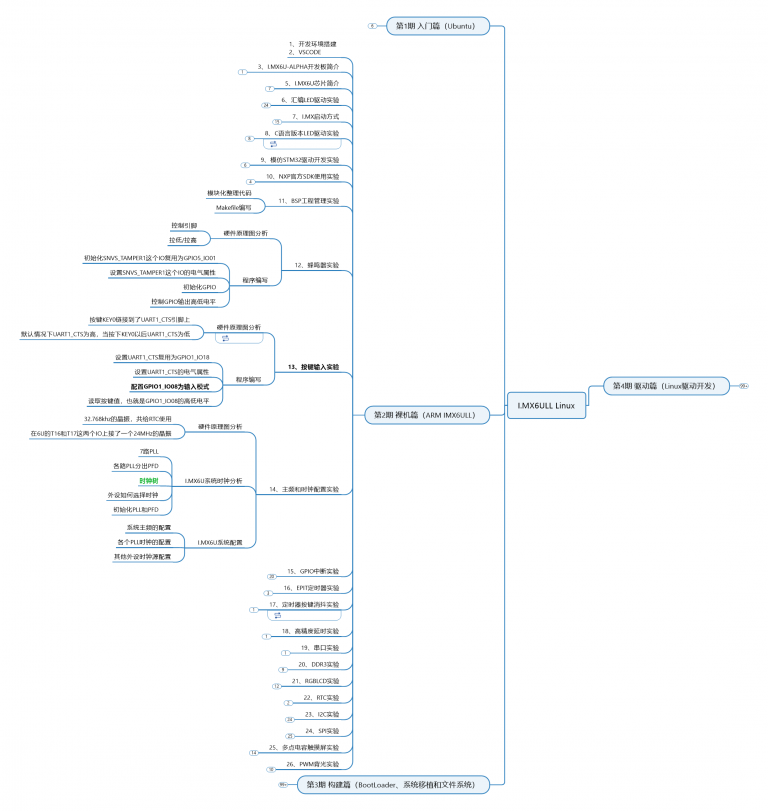 第1期 入门篇（Ubuntu）
6
1、开发环境搭建
2、VSCODE
3、I.MX6U-ALPHA开发板简介
1
5、I.MX6U芯片简介
7
6、汇编LED驱动实验
24
7、I.MX启动方式
15
8、C语言版本LED驱动实验
8
9、模仿STM32驱动开发实验
6
10、NXP官方SDK使用实验
4
11、BSP工程管理实验
模块化整理代码
Makefile编写
12、蜂鸣器实验
硬件原理图分析
控制引脚
拉低/拉高
程序编写
初始化SNVS_TAMPER1这个IO复用为GPIO5_IO01
设置SNVS_TAMPER1这个IO的电气属性
初始化GPIO
控制GPIO输出高低电平
13、按键输入实验
硬件原理图分析
按键KEY0链接到了UART1_CTS引脚上
默认情况下UART1_CTS为高，当按下KEY0以后UART1_CTS为低
程序编写
设置UART1_CTS复用为GPIO1_IO18
设置UART1_CTS的电气属性
配置GPIO1_IO08为输入模式
读取按键值，也就是GPIO1_IO08的高低电平
14、主频和时钟配置实验
硬件原理图分析
32.768khz的晶振，共给RTC使用
在6U的T16和T17这两个IO上接了一个24MHz的晶振
I.MX6U系统时钟分析
7路PLL
各路PLL分出PFD
时钟树
外设如何选择时钟
初始化PLL和PFD
I.MX6U系统配置
系统主频的配置
各个PLL时钟的配置
其他外设时钟源配置
15、GPIO中断实验
16、EPIT定时器实验
17、定时器按键消抖实验
1
18、高精度延时实验
19、串口实验
1
20、DDR3实验
21、RGBLCD实验
12
22、RTC实验
2
23、I2C实验
24、SPI实验
25、多点电容触摸屏实验
14
26、PWM背光实验
第2期 裸机篇（ARM IMX6ULL）
I.MX6ULL Linux
第4期 驱动篇（Linux驱动开发）
99+
第3期 构建篇（BootLoader、系统移植和文件系统）
99+